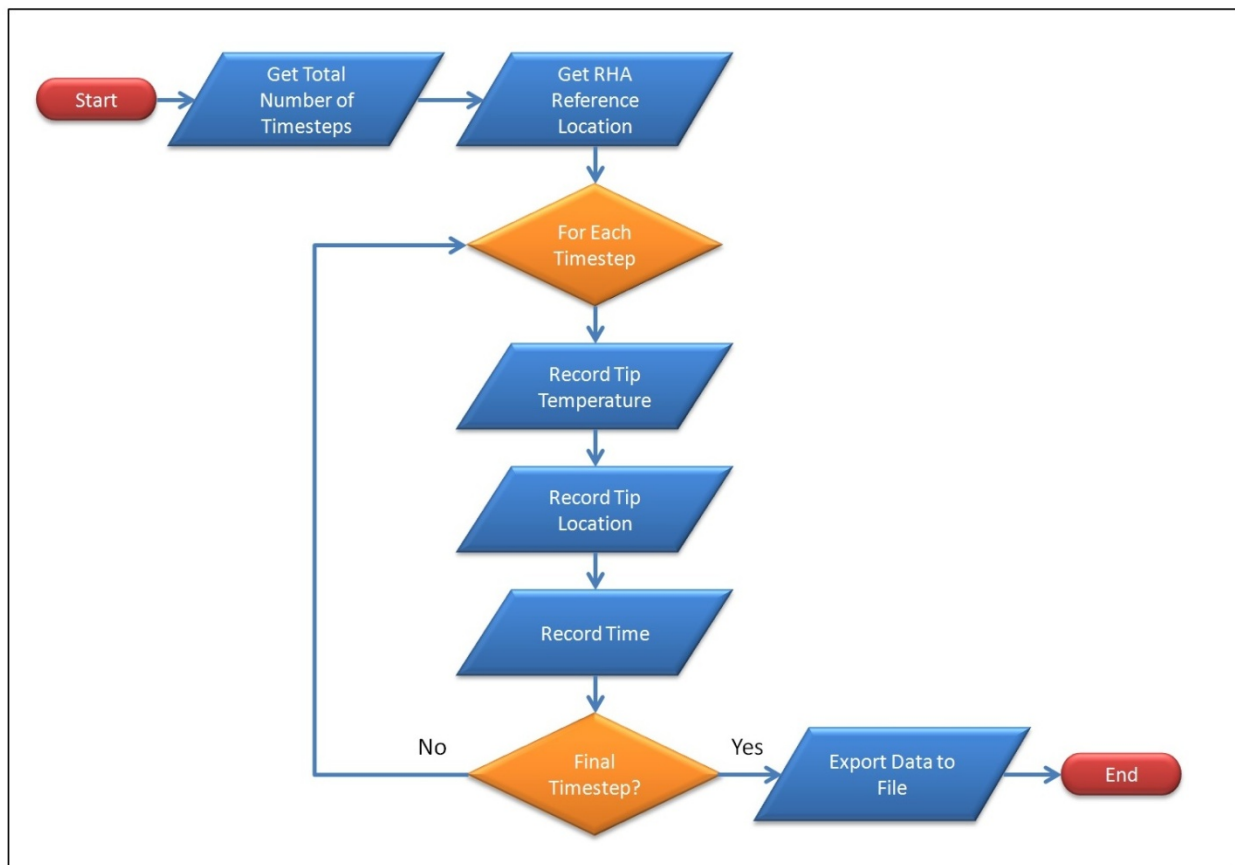 Start
Get Total
Number of
Timesteps
Get RHA
Reference
Location
For Each
Timestep
Record Tip
Temperature
Record Tip
Location
Record Time
No
Final
Timestep?
Yes
Export Data to
File
End